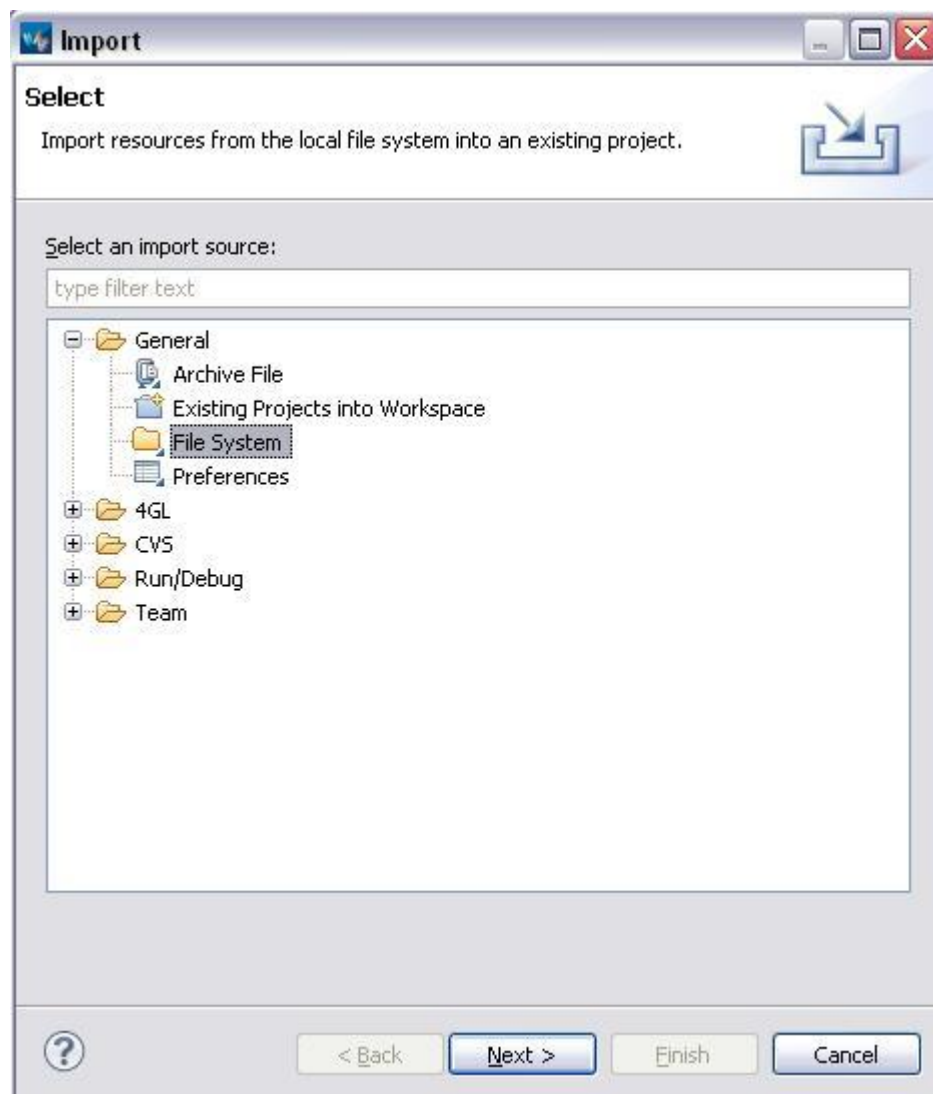 Import
Select
Import resources from the local file system into an existing project.
Select an import source:
type filter text
General
Archive File
Existing Projects into Workspace
File System
Preferences
4GL
CVS
Run/Debug
Team
?
< Back Next > Finish Cancel